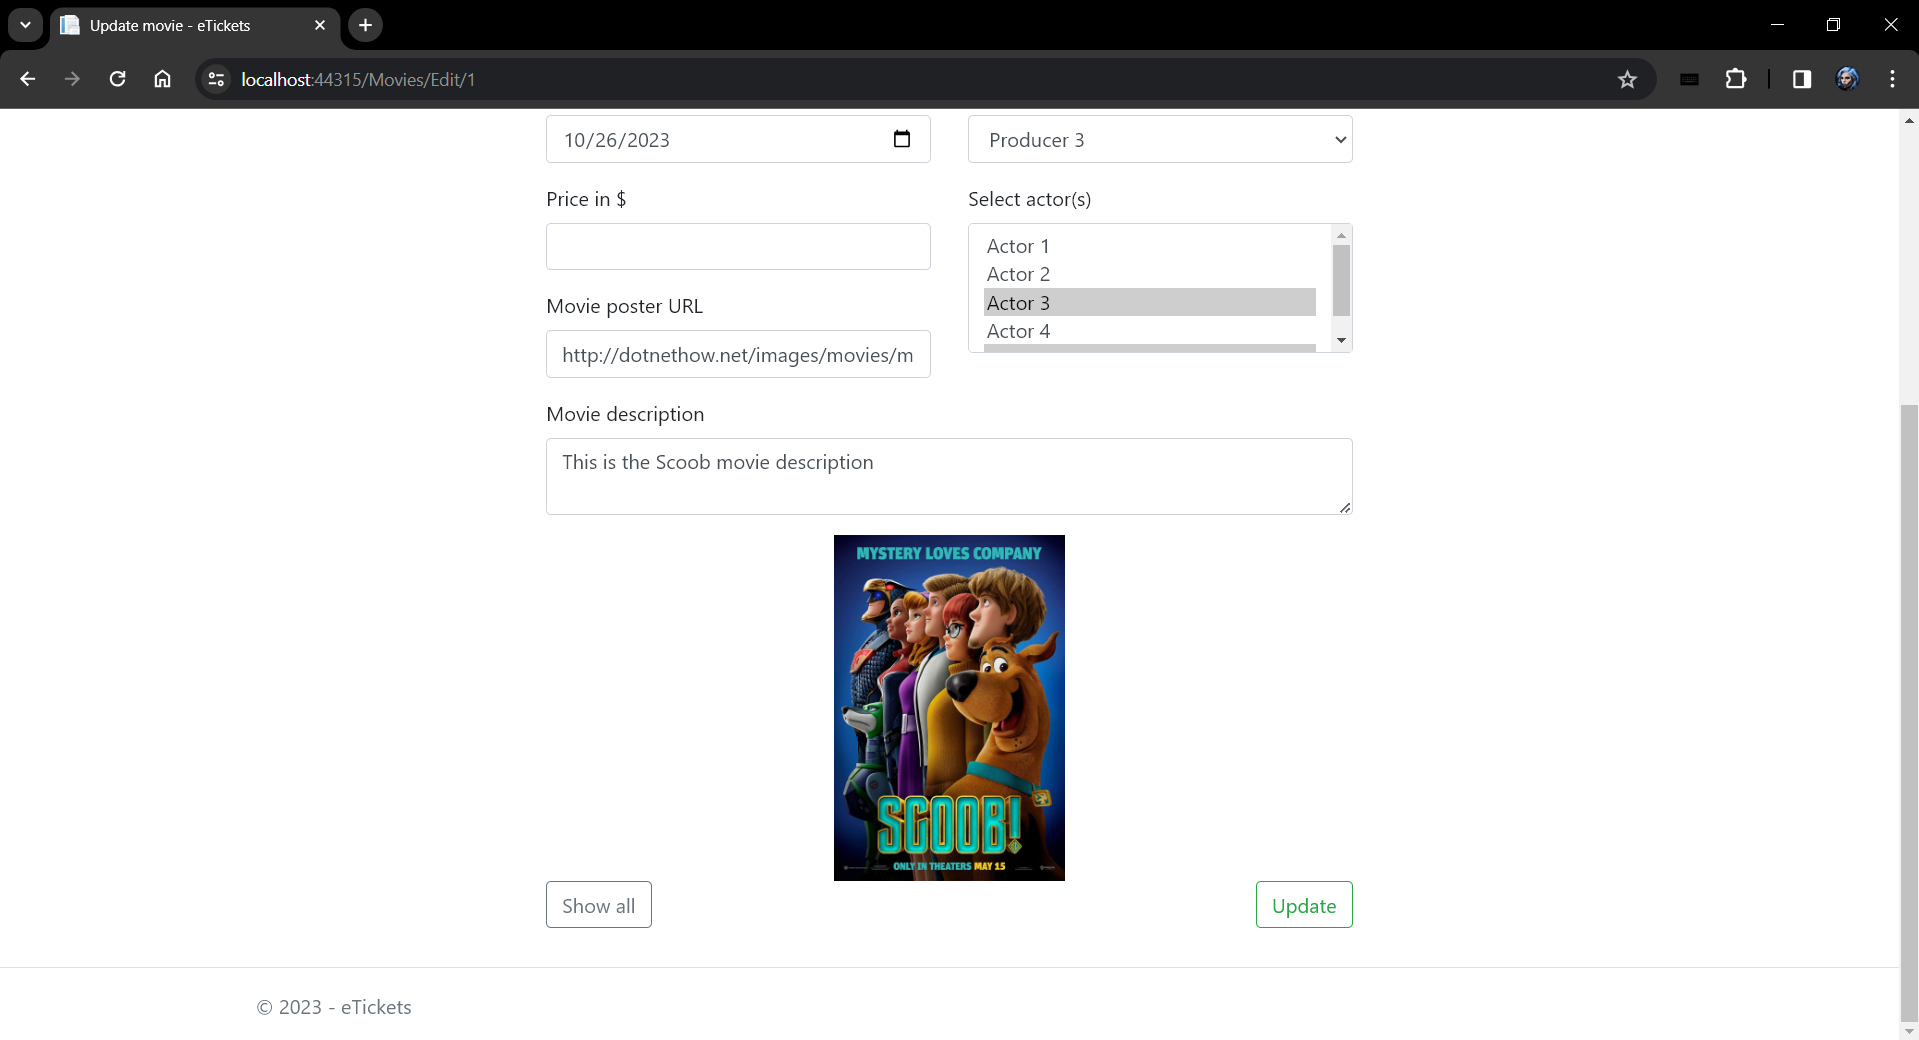 Update movie - eTickets
localhost:44315/Movies/Edit/1
10/26/2023
Producer 3
Price in $
Select actor(s)
Actor 1
Actor 2
Actor 3
Actor 4
Movie poster URL
http://dotnethow.net/images/movies/m
Movie description
This is the Scoob movie description
MYSTERY LOVES COMPANY
SCOOB!
ONLY IN THEATERS MAY 15
Show all
Update
© 2023 - eTickets